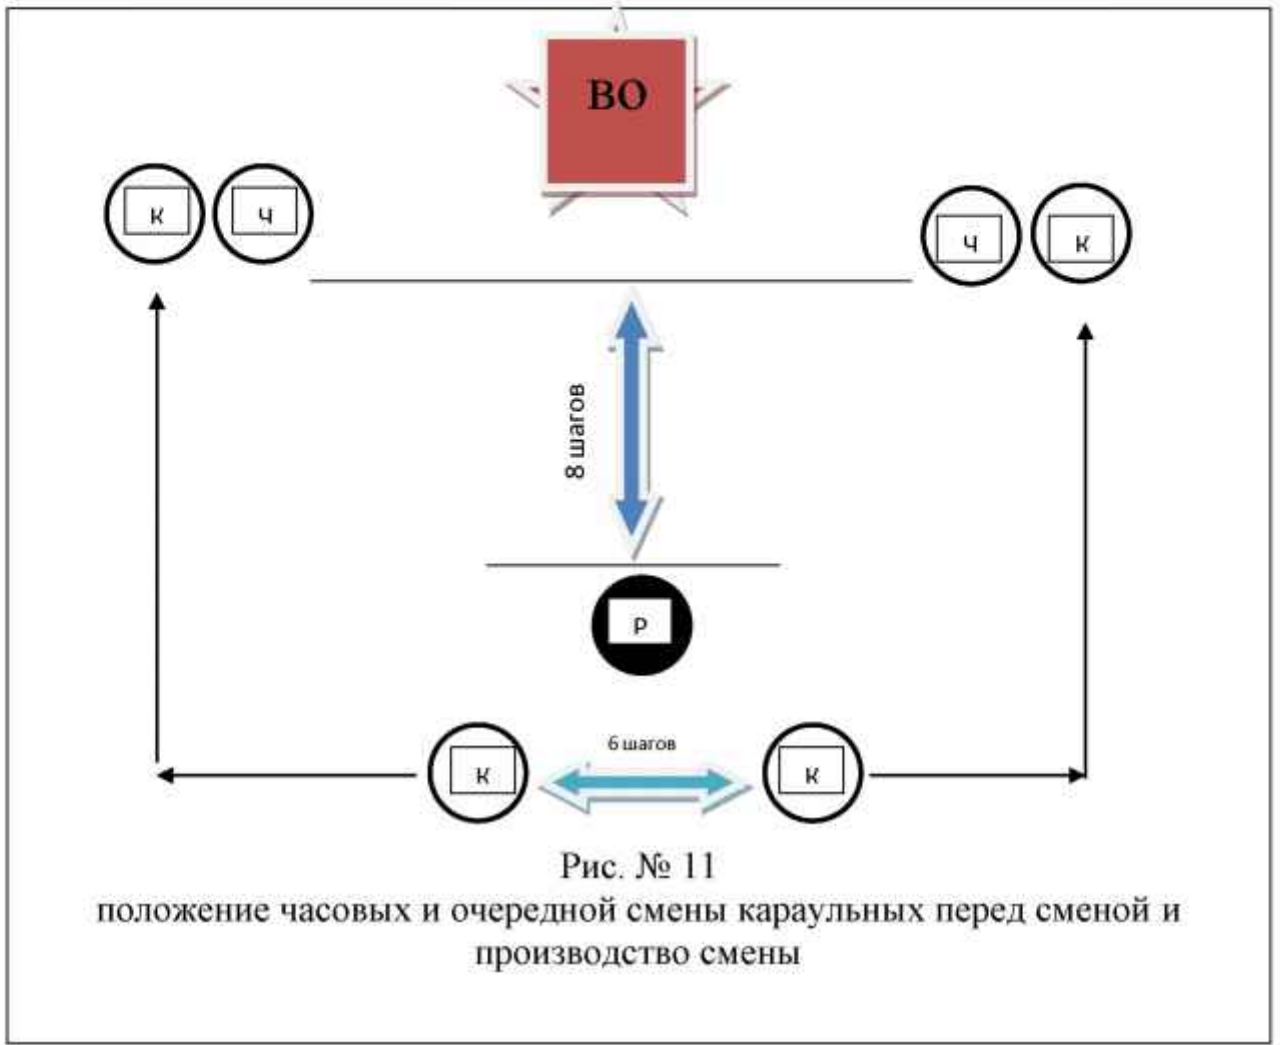 ВО
К Ч
Ч К
8 шагов
Р
6 шагов
К
К
Рис. № 11
положение часовых и очередной смены караульных перед сменой и
производство смены